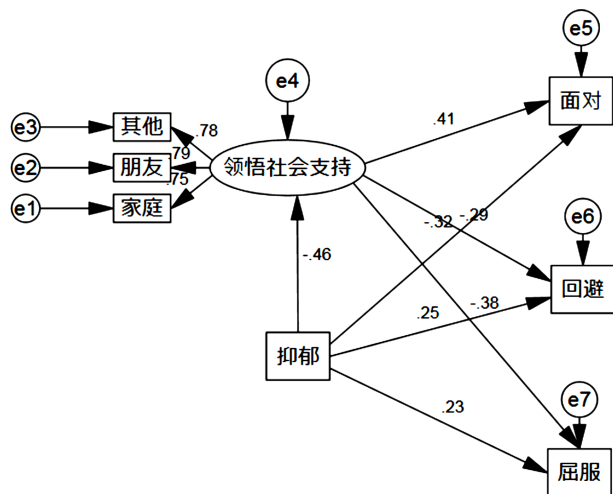 e5
e4
面对
.41
e3
其他
.78
e2
朋友
.79
领悟社会支持
e1
家庭
.75
-.32
-.29
e6
-.46
回避
.25
-.38
抑郁
e7
.23
屈服